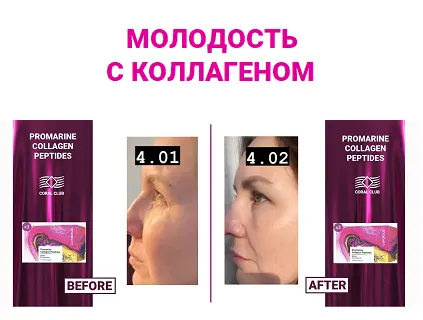 МОЛОДОСТЬ
С КОЛЛАГЕНОМ
PROMARINE
COLLAGEN
PEPTIDES
CORAL CLUB
4.01
BEFORE
4.02
AFTER
PROMARINE
COLLAGEN
PEPTIDES
CORAL CLUB